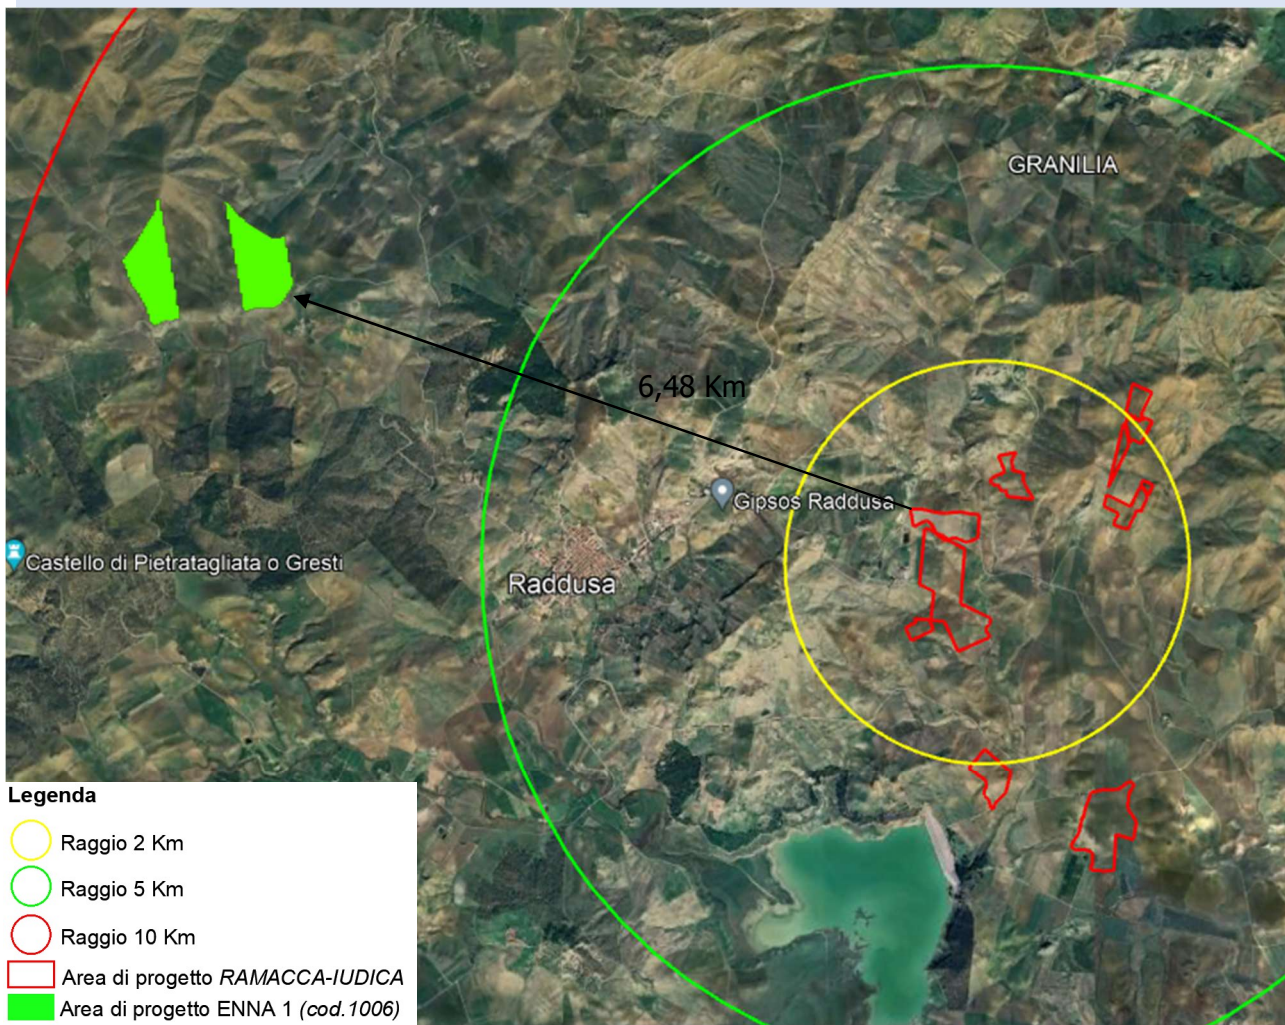 GRANILIA
6,48 Km
Gipsos Raddusa
Castello di Pietratagliata o Gresti
Raddusa
Legenda
Raggio 2 Km
Raggio 5 Km
Raggio 10 Km
Area di progetto RAMACCA-IUDICA
Area di progetto ENNA 1 (cod.1006)